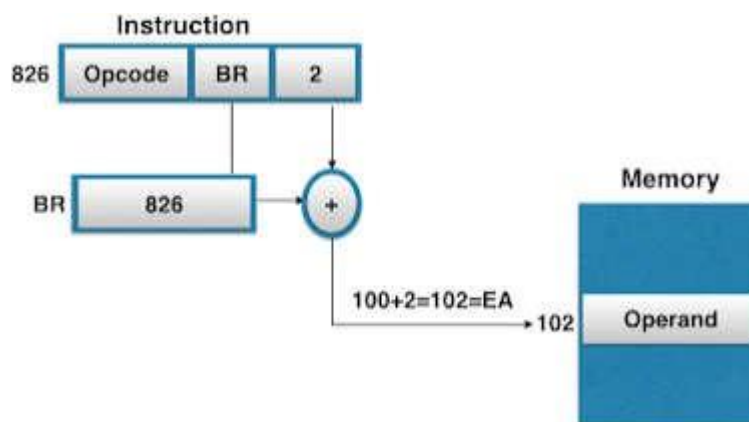 Instruction
826 Opcode BR 2
BR 826 +
Memory
100+2=102=EA
102 Operand